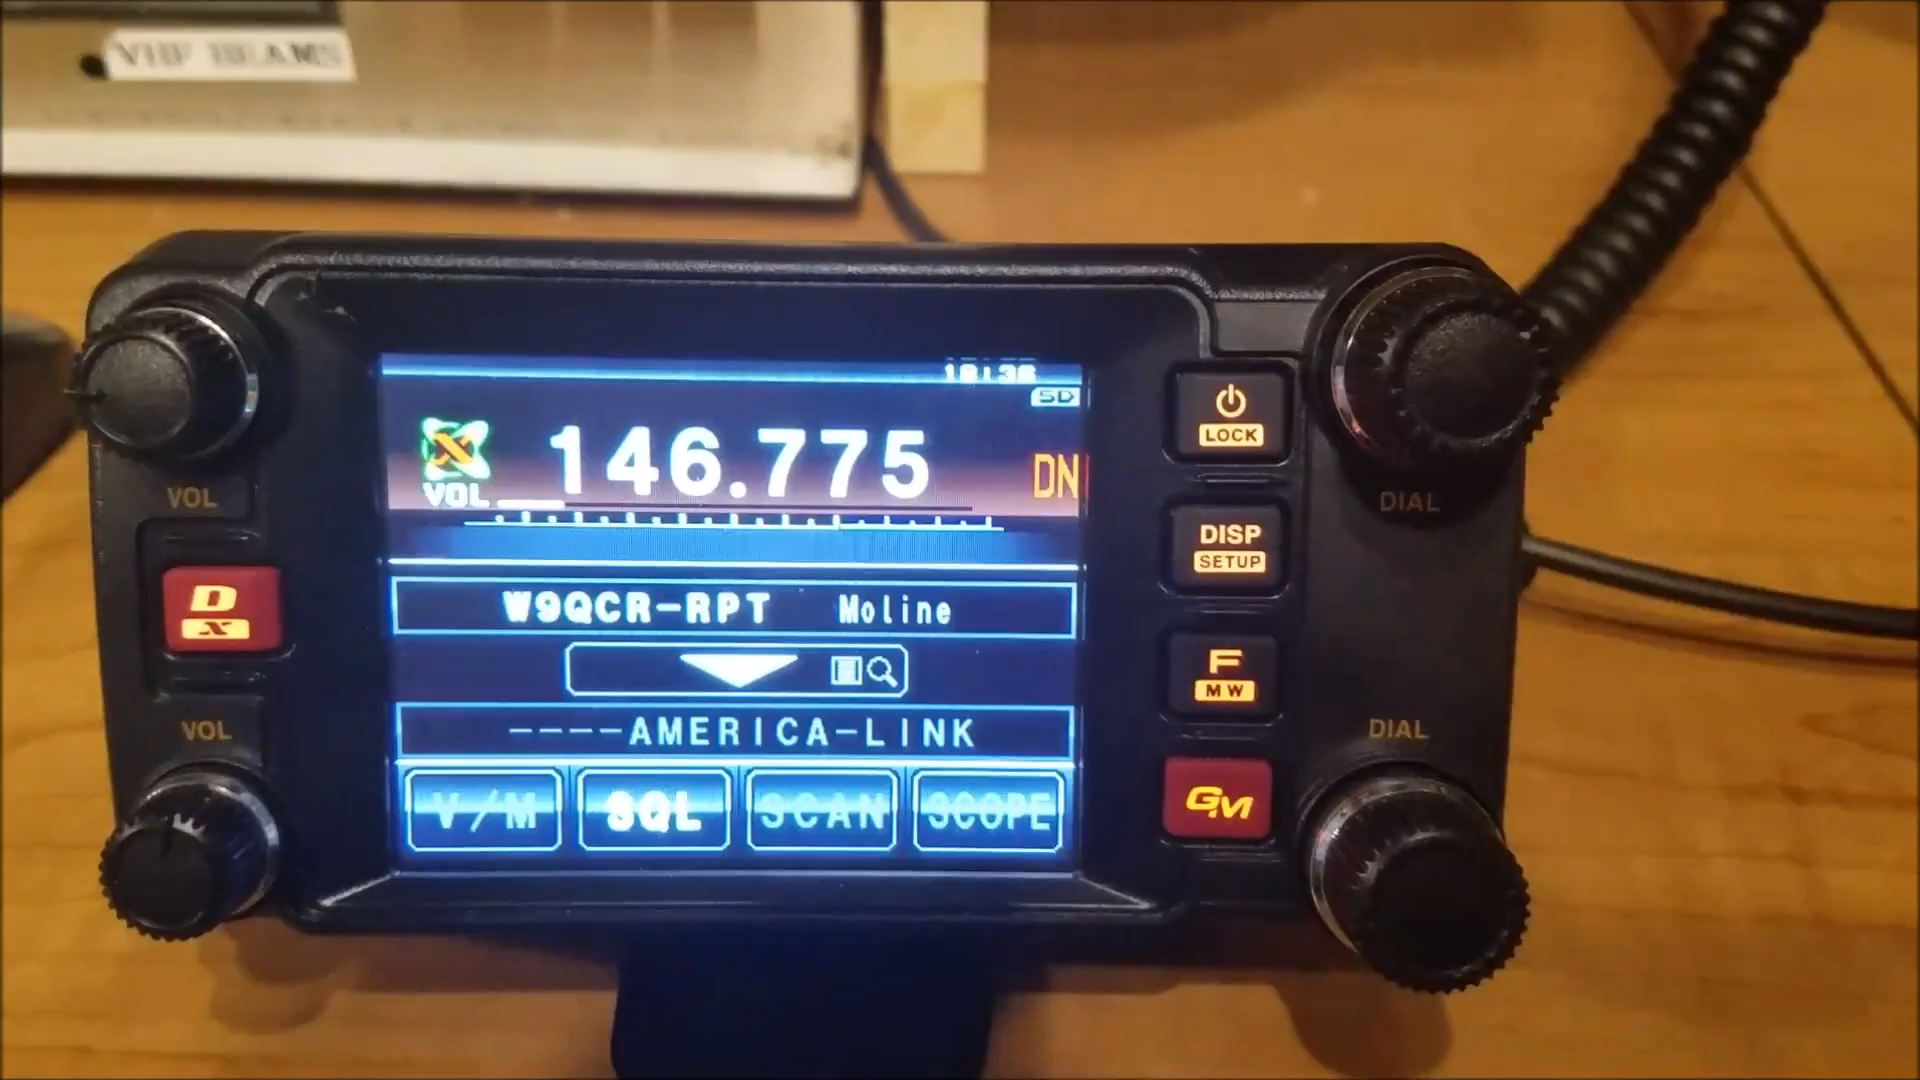 VHF BEAMS
SD
146.775
DN
VOL
W9QCR-RPT Moline
----AMERICA-LINK
V/M SQL SCAN SCOPE
VOL
D
X
VOL
LOCK
DISP
SETUP
F
MW
GM
DIAL
DIAL